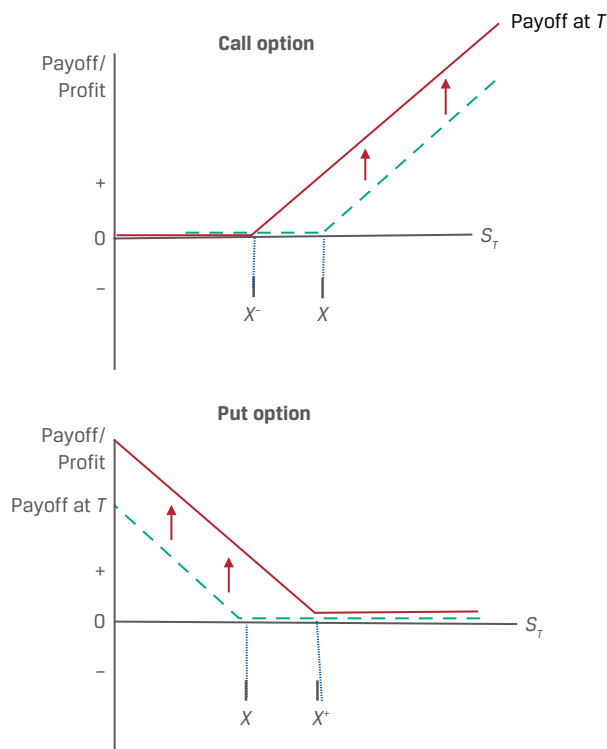 Call option
Payoff at T
Payoff/
Profit
+
0
S_T
−
X⁻
X
Put option
Payoff/
Profit
Payoff at T
+
0
S_T
−
X
X⁺